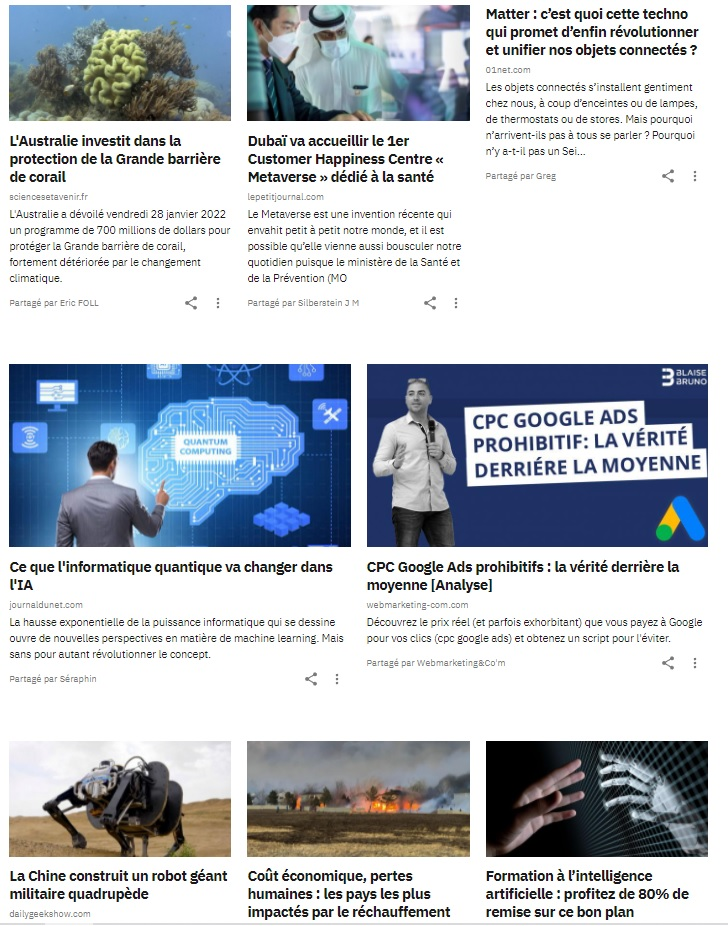 L'Australie investit dans la
protection de la Grande barrière
de corail
sciencesetavenir.fr
L'Australie a dévoilé vendredi 28 janvier 2022
un programme de 700 millions de dollars pour
protéger la Grande barrière de corail,
fortement détériorée par le changement
climatique.
Partagé par Eric FOLL
Dubaï va accueillir le 1er
Customer Happiness Centre «
Metaverse » dédié à la santé
lepetitjournal.com
Le Metaverse est une invention récente qui
envahit petit à petit notre monde, et il est
possible qu’elle vienne aussi bousculer notre
quotidien puisque le ministère de la Santé et
de la Prévention (MO
Partagé par Silberstein J M
Matter : c’est quoi cette techno
qui promet d’enfin révolutionner
et unifier nos objets connectés ?
01net.com
Les objets connectés s’installent gentiment
chez nous, à coup d’enceintes ou de lampes,
de thermostats ou de stores. Mais pourquoi
n’arrivent-ils pas à tous se parler ? Pourquoi
n’y a-t-il pas un Sei...
Partagé par Greg
QUANTUM
COMPUTING
Ce que l'informatique quantique va changer dans
l'IA
journaldunet.com
La hausse exponentielle de la puissance informatique qui se dessine
ouvre de nouvelles perspectives en matière de machine learning. Mais
sans pour autant révolutionner le concept.
Partagé par Séraphin
BLAISE
BRUNO
CPC GOOGLE ADS
PROHIBITIF: LA VÉRITÉ
DERRIÉRE LA MOYENNE
CPC Google Ads prohibitifs : la vérité derrière la
moyenne [Analyse]
webmarketing-com.com
Découvrez le prix réel (et parfois exhorbitant) que vous payez à Google
pour vos clics (cpc google ads) et obtenez un script pour l'éviter.
Partagé par Webmarketing&Co'm
La Chine construit un robot géant
militaire quadrupède
dailygeekshow.com
Coût économique, pertes
humaines : les pays les plus
impactés par le réchauffement
Formation à l’intelligence
artificielle : profitez de 80% de
remise sur ce bon plan